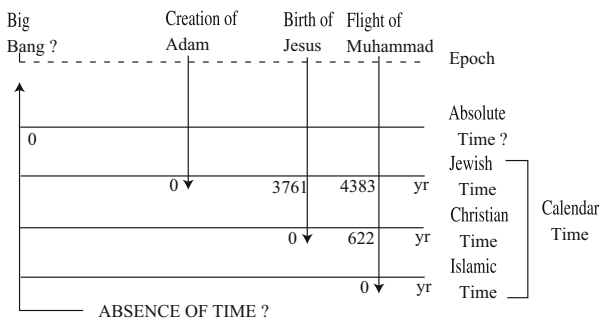 Big Bang ?
Creation of Adam
Birth of Jesus
Flight of Muhammad
Epoch
Absolute Time ?
0
Jewish Time
0 3761 4383 yr
Christian Time
0 622 yr
Islamic Time
0 yr
Calendar Time
ABSENCE OF TIME ?